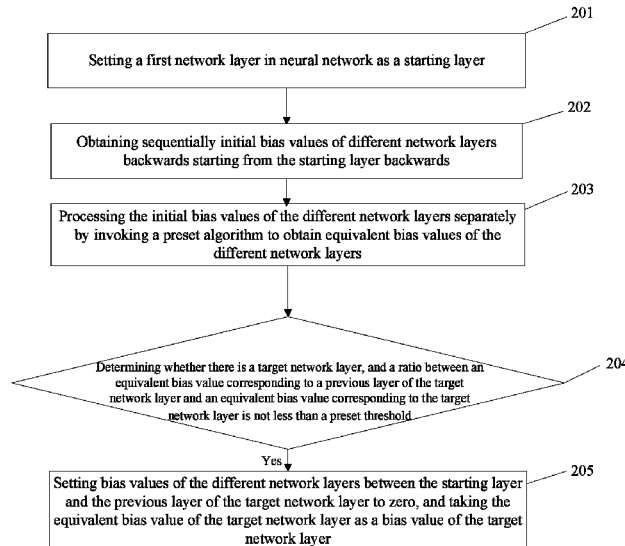 201
Setting a first network layer in neural network as a starting layer
202
Obtaining sequentially initial bias values of different network layers
backwards starting from the starting layer backwards
203
Processing the initial bias values of the different network layers separately
by invoking a preset algorithm to obtain equivalent bias values of the
different network layers
Determining whether there is a target network layer, and a ratio between an
equivalent bias value corresponding to a previous layer of the target
network layer and an equivalent bias value corresponding to the target
network layer is not less than a preset threshold
204
Yes
205
Setting bias values of the different network layers between the starting layer
and the previous layer of the target network layer to zero, and taking the
equivalent bias value of the target network layer as a bias value of the target
network layer